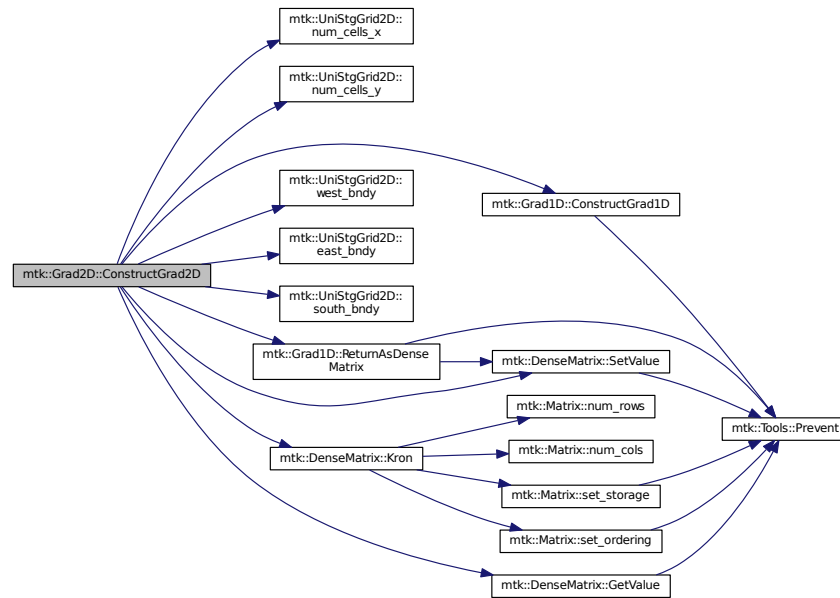 mtk::UniStgGrid2D::
num_cells_x
mtk::UniStgGrid2D::
num_cells_y
mtk::UniStgGrid2D::
west_bndy
mtk::Grad1D::ConstructGrad1D
mtk::UniStgGrid2D::
east_bndy
mtk::Grad2D::ConstructGrad2D
mtk::UniStgGrid2D::
south_bndy
mtk::Grad1D::ReturnAsDense
Matrix
mtk::DenseMatrix::SetValue
mtk::Matrix::num_rows
mtk::Tools::Prevent
mtk::DenseMatrix::Kron
mtk::Matrix::num_cols
mtk::Matrix::set_storage
mtk::Matrix::set_ordering
mtk::DenseMatrix::GetValue